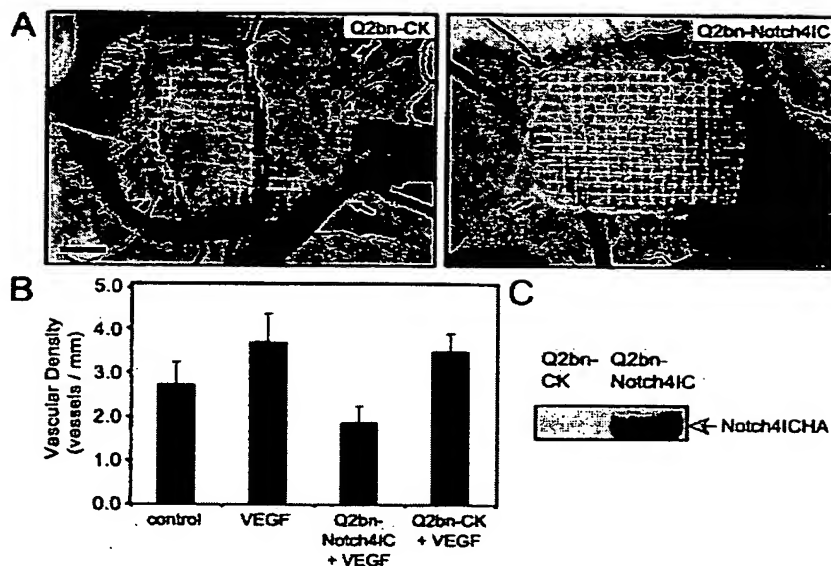 A
Q2bn-CK
Q2bn-Notch4IC
B
Vascular Density
(vessels / mm)
5.0
4.0
3.0
2.0
1.0
0.0
control
VEGF
Q2bn-
Notch4IC
+ VEGF
Q2bn-CK
+ VEGF
C
Q2bn-
CK
Q2bn-
Notch4IC
Notch4ICHA